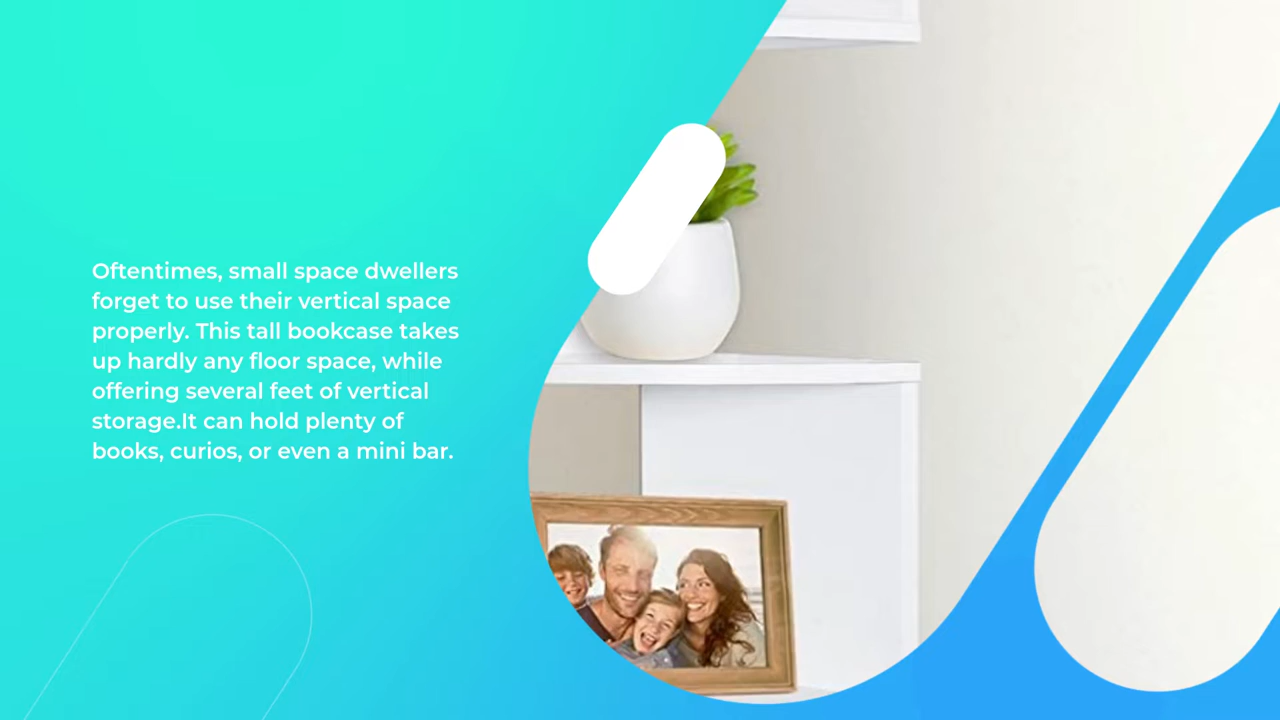 Oftentimes, small space dwellers
forget to use their vertical space
properly. This tall bookcase takes
up hardly any floor space, while
offering several feet of vertical
storage.It can hold plenty of
books, curios, or even a mini bar.